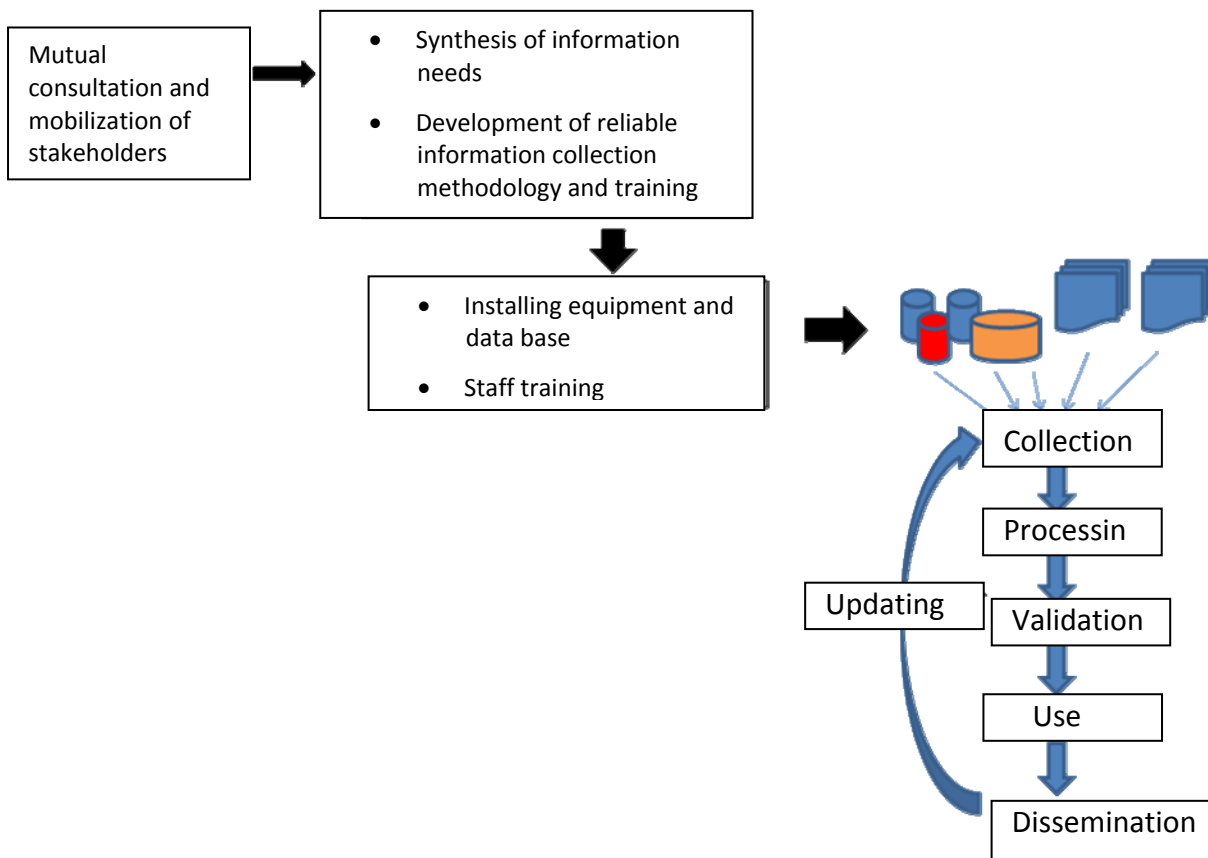 Mutual
consultation and
mobilization of
stakeholders
• Synthesis of information
needs
• Development of reliable
information collection
methodology and training
• Installing equipment and
data base
• Staff training
Collection
Processin
Updating
Validation
Use
Dissemination